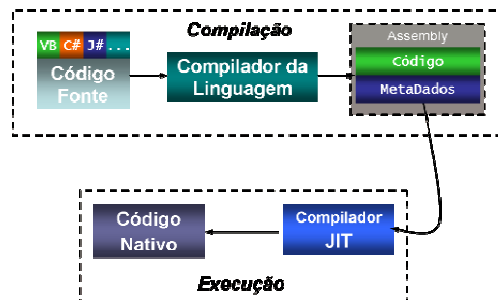 Compilação
VB C# J# ...
Código
Fonte
Compilador da
Linguagem
Assembly
Código
MetaDados
Código
Nativo
Compilador
JIT
Execução